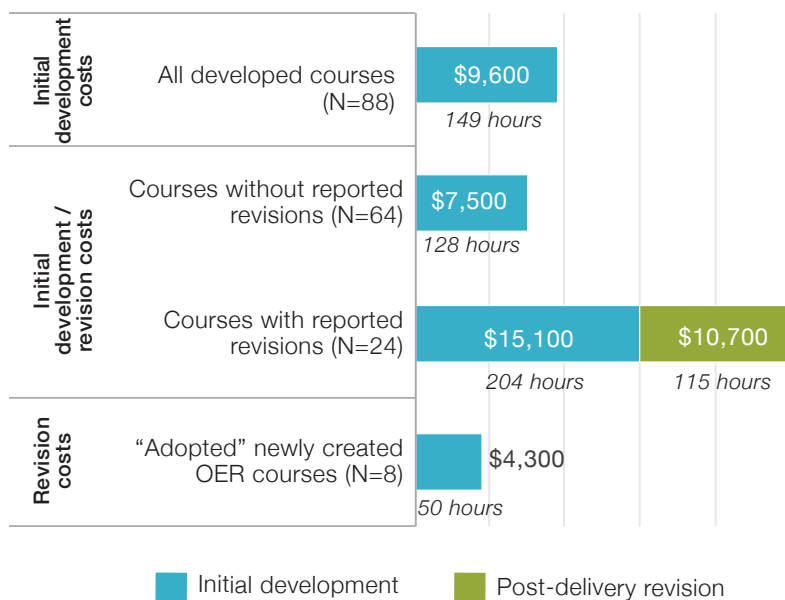 Initial
development
costs
All developed courses
(N=88)
$9,600
149 hours
Initial
development /
revision costs
Courses without reported
revisions (N=64)
$7,500
128 hours
Courses with reported
revisions (N=24)
$15,100
$10,700
204 hours
115 hours
Revision
costs
“Adopted” newly created
OER courses (N=8)
$4,300
50 hours
Initial development
Post-delivery revision